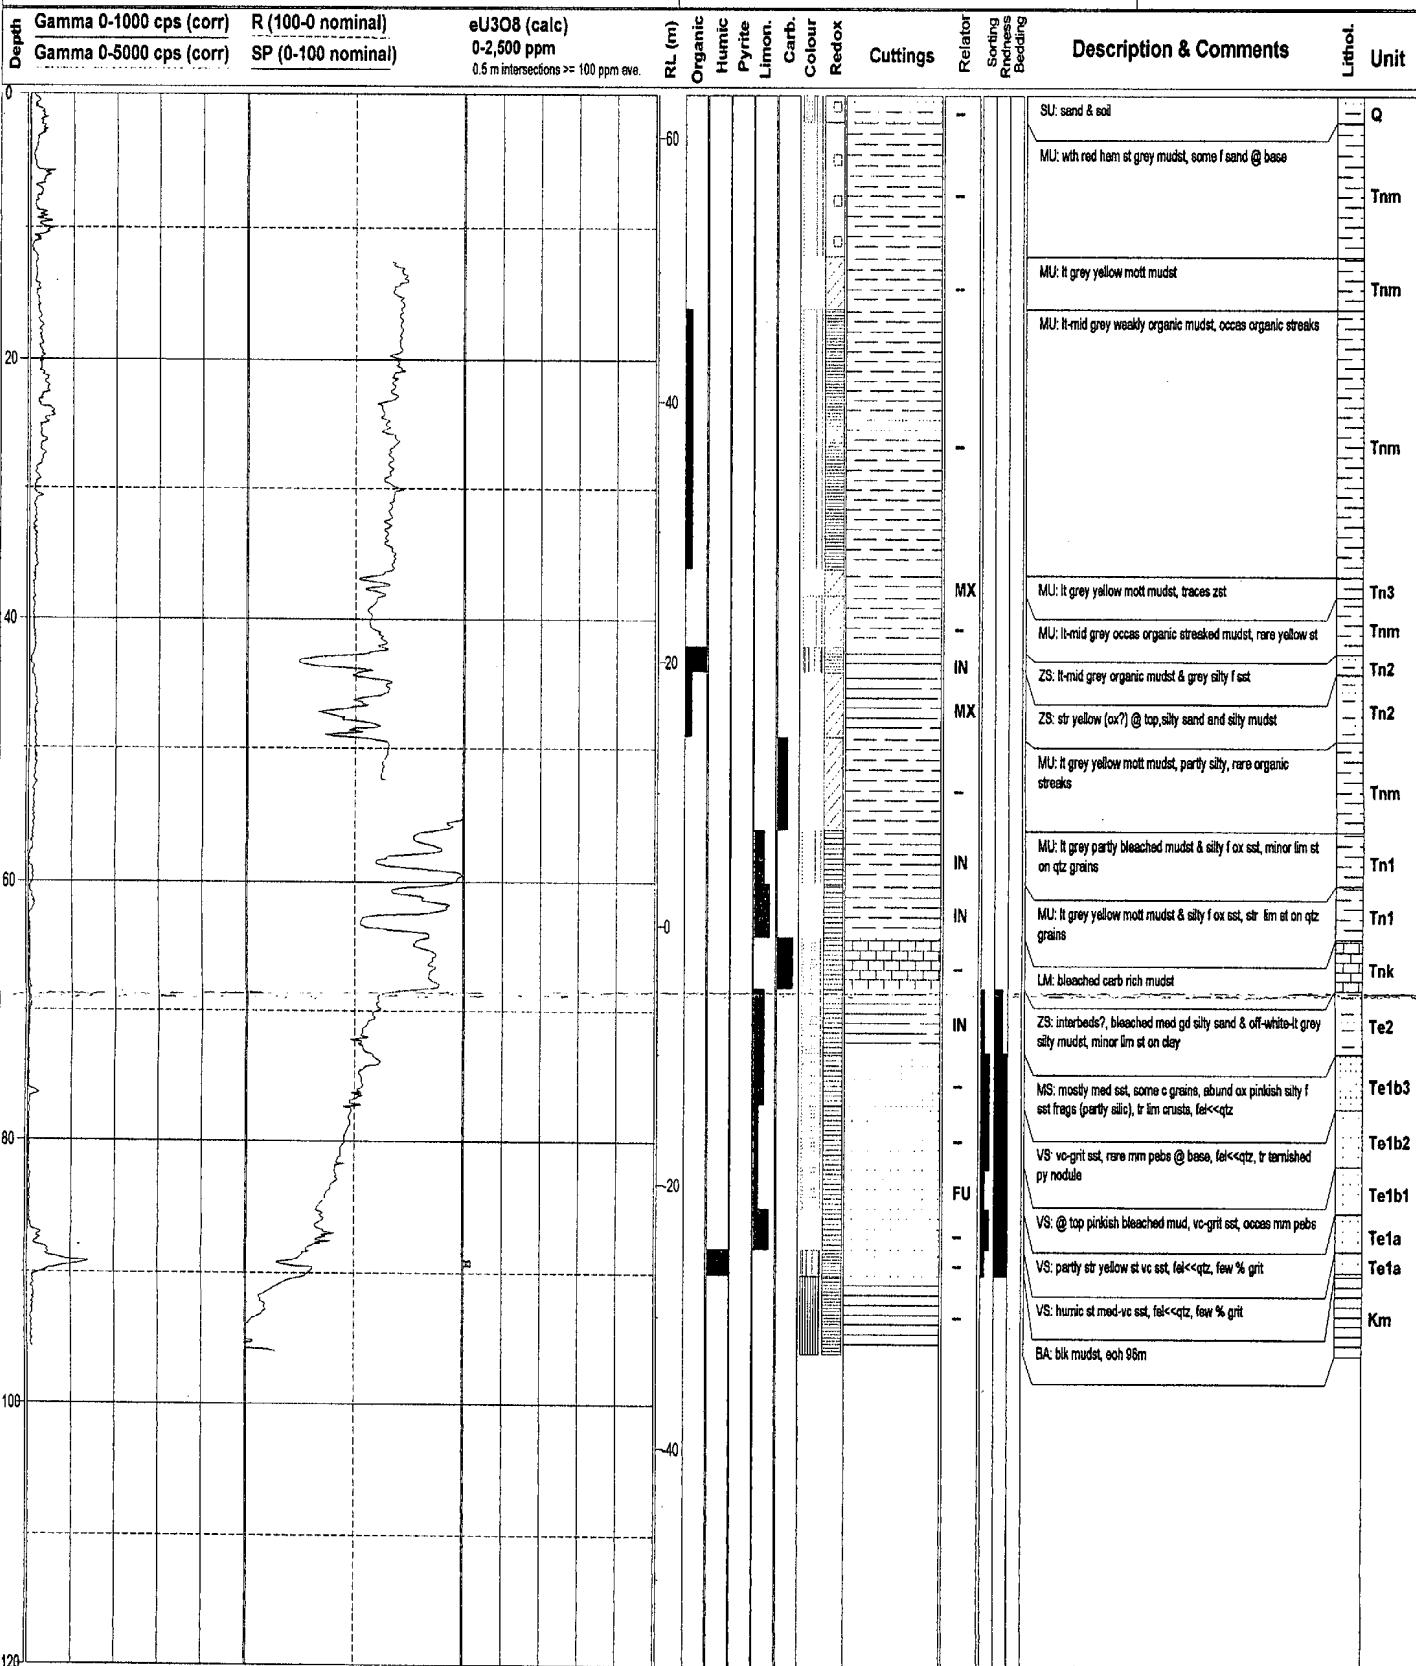 Depth
Gamma 0-1000 cps (corr)
Gamma 0-5000 cps (corr)
R (100-0 nominal)
SP (0-100 nominal)
eU3O8 (calc)
0-2,500 ppm
0.5 m intersections >= 100 ppm ave.
RL (m)
Organic
Humic
Pyrite
Limon.
Carb.
Colour
Redox
Cuttings
Relator
Sorting
Rndness
Bedding
Description & Comments
Lithol.
Unit
0
20
40
60
80
100
120
60
40
20
0
-20
-40
H
-
-
--
-
MX
-
IN
MX
-
IN
IN
-
IN
-
-
FU
-
-
-
SU: sand & soil
MU: wth red hem st grey mudst, some f sand @ base
MU: lt grey yellow mott mudst
MU: lt-mid grey weakly organic mudst, occas organic streaks
MU: lt grey yellow mott mudst, traces zst
MU: lt-mid grey occas organic streaked mudst, rare yellow st
ZS: lt-mid grey organic mudst & grey silty f sst
ZS: str yellow (ox?) @ top,silty sand and silty mudst
MU: lt grey yellow mott mudst, partly silty, rare organic
streaks
MU: lt grey partly bleached mudst & silty f ox sst, minor lim st
on qtz grains
MU: lt grey yellow mott mudst & silty f ox sst, str lim st on qtz
grains
LM: bleached carb rich mudst
ZS: interbeds?, bleached med gd silty sand & off-white-lt grey
silty mudst, minor lim st on clay
MS: mostly med sst, some c grains, abund ox pinkish silty f
sst frags (partly silic), tr lim crusts, fel<<qtz
VS: vc-grit sst, rare mm pebs @ base, fel<<qtz, tr tarnished
py nodule
VS: @ top pinkish bleached mud, vc-grit sst, occas mm pebs
VS: partly str yellow st vc sst, fel<<qtz, few % grit
VS: humic st med-vc sst, fel<<qtz, few % grit
BA: blk mudst, eoh 96m
Q
Tnm
Tnm
Tnm
Tn3
Tnm
Tn2
Tn2
Tnm
Tn1
Tn1
Tnk
Te2
Te1b3
Te1b2
Te1b1
Te1a
Te1a
Km